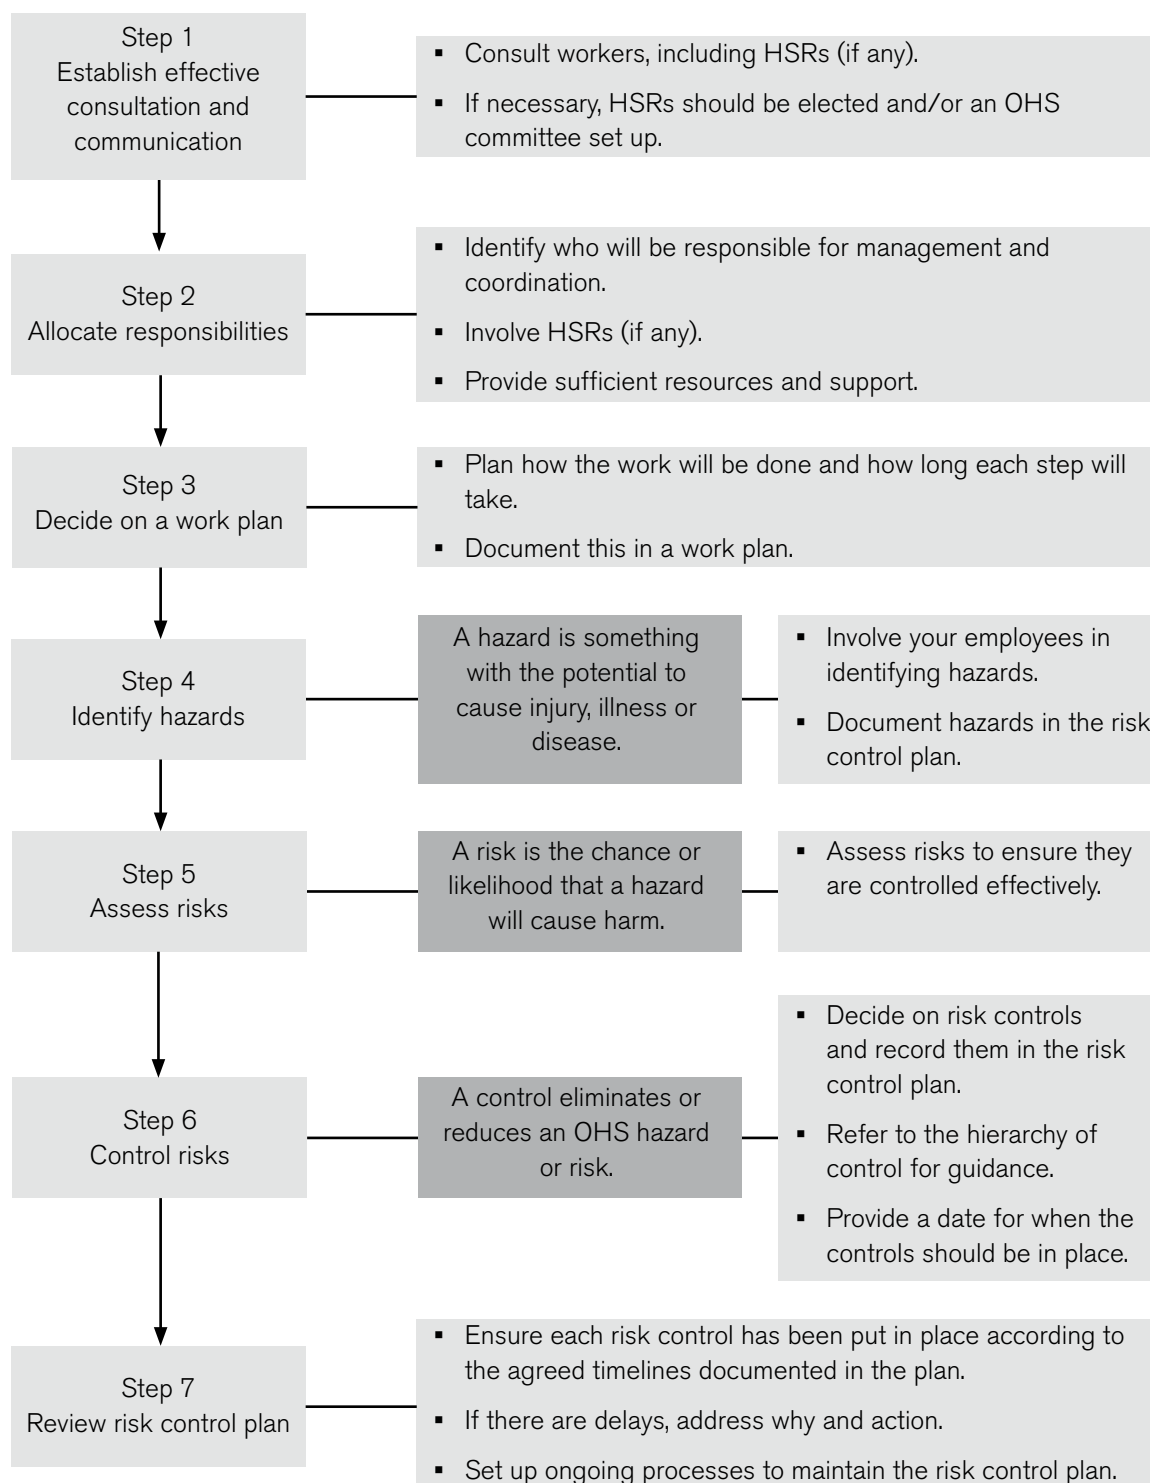 Step 1
Establish effective
consultation and
communication
▪ Consult workers, including HSRs (if any).
▪ If necessary, HSRs should be elected and/or an OHS
committee set up.
Step 2
Allocate responsibilities
▪ Identify who will be responsible for management and
coordination.
▪ Involve HSRs (if any).
▪ Provide sufficient resources and support.
Step 3
Decide on a work plan
▪ Plan how the work will be done and how long each step will
take.
▪ Document this in a work plan.
Step 4
Identify hazards
A hazard is something
with the potential to
cause injury, illness or
disease.
▪ Involve your employees in
identifying hazards.
▪ Document hazards in the risk
control plan.
Step 5
Assess risks
A risk is the chance or
likelihood that a hazard
will cause harm.
▪ Assess risks to ensure they
are controlled effectively.
Step 6
Control risks
A control eliminates or
reduces an OHS hazard
or risk.
▪ Decide on risk controls
and record them in the risk
control plan.
▪ Refer to the hierarchy of
control for guidance.
▪ Provide a date for when the
controls should be in place.
Step 7
Review risk control plan
▪ Ensure each risk control has been put in place according to
the agreed timelines documented in the plan.
▪ If there are delays, address why and action.
▪ Set up ongoing processes to maintain the risk control plan.